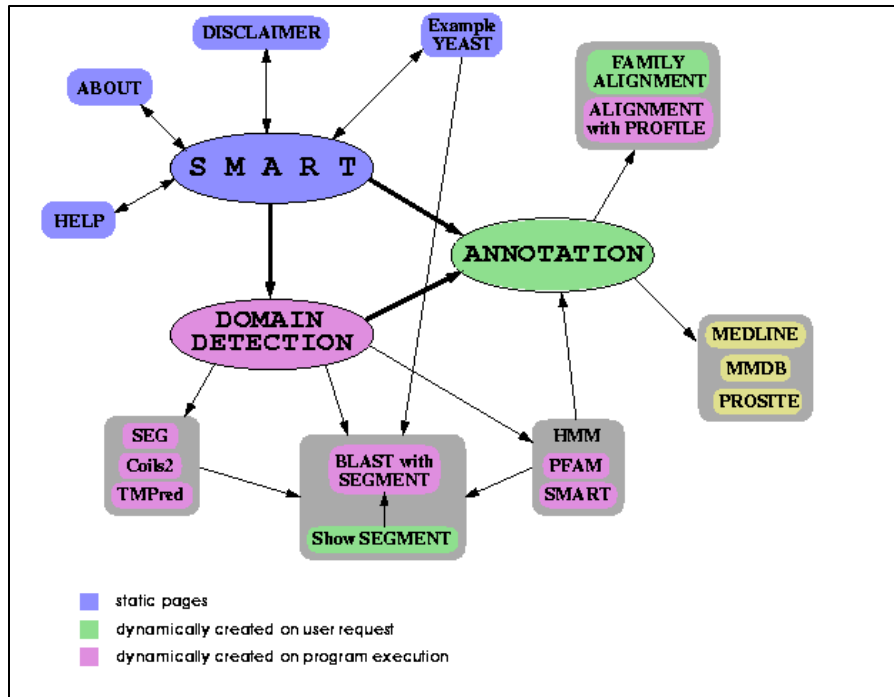 DISCLAIMER
Example
YEAST
ABOUT
FAMILY
ALIGNMENT
ALIGNMENT
with PROFILE
S M A R T
HELP
ANNOTATION
DOMAIN
DETECTION
MEDLINE
MMDB
PROSITE
SEG
Coils2
TMPred
BLAST with
SEGMENT
Show SEGMENT
HMM
PFAM
SMART
static pages
dynamically created on user request
dynamically created on program execution